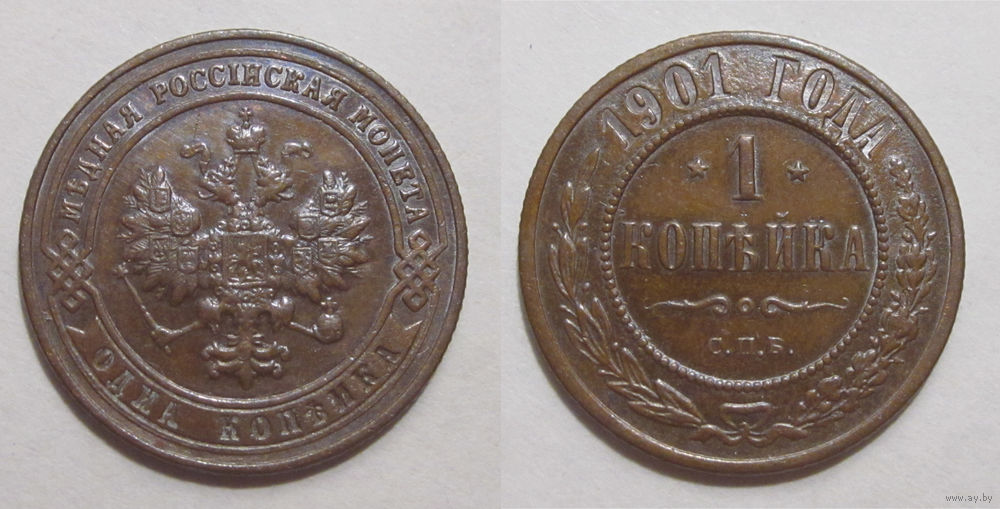 МѢДНАЯ РОССІЙСКАЯ МОНЕТА
ОДНА КОПѢЙКА
1901 ГОДА
1
КОПѢЙКА
С.П.Б.
www.ay.by